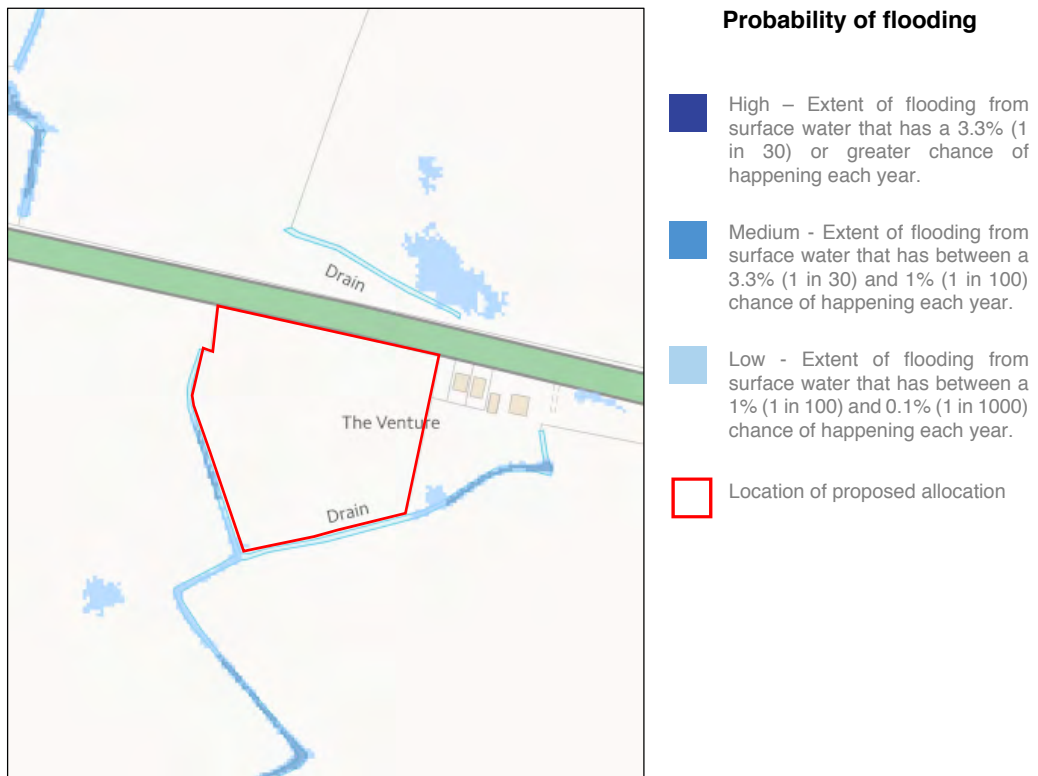 Probability of flooding
High – Extent of flooding from
surface water that has a 3.3% (1
in 30) or greater chance of
happening each year.
Medium - Extent of flooding from
surface water that has between a
3.3% (1 in 30) and 1% (1 in 100)
chance of happening each year.
Low - Extent of flooding from
surface water that has between a
1% (1 in 100) and 0.1% (1 in 1000)
chance of happening each year.
Location of proposed allocation
Drain
The Venture
Drain